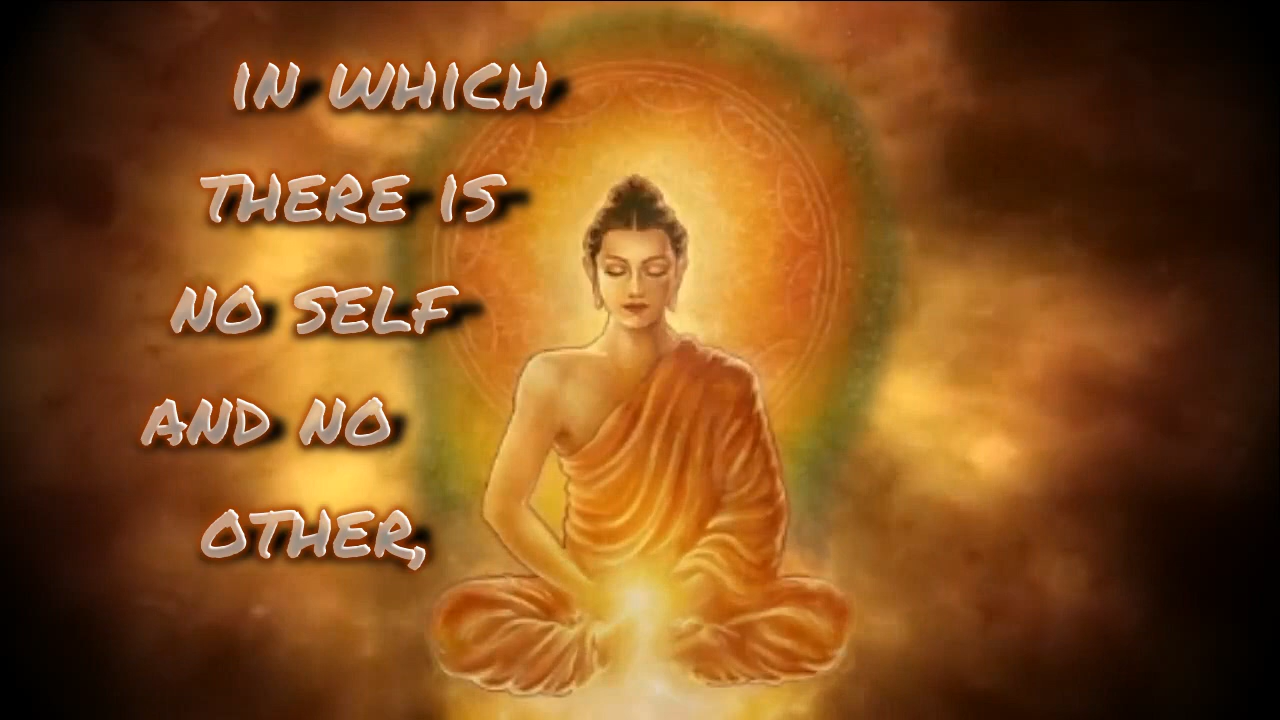 IN WHICH
THERE IS
NO SELF
AND NO
OTHER,